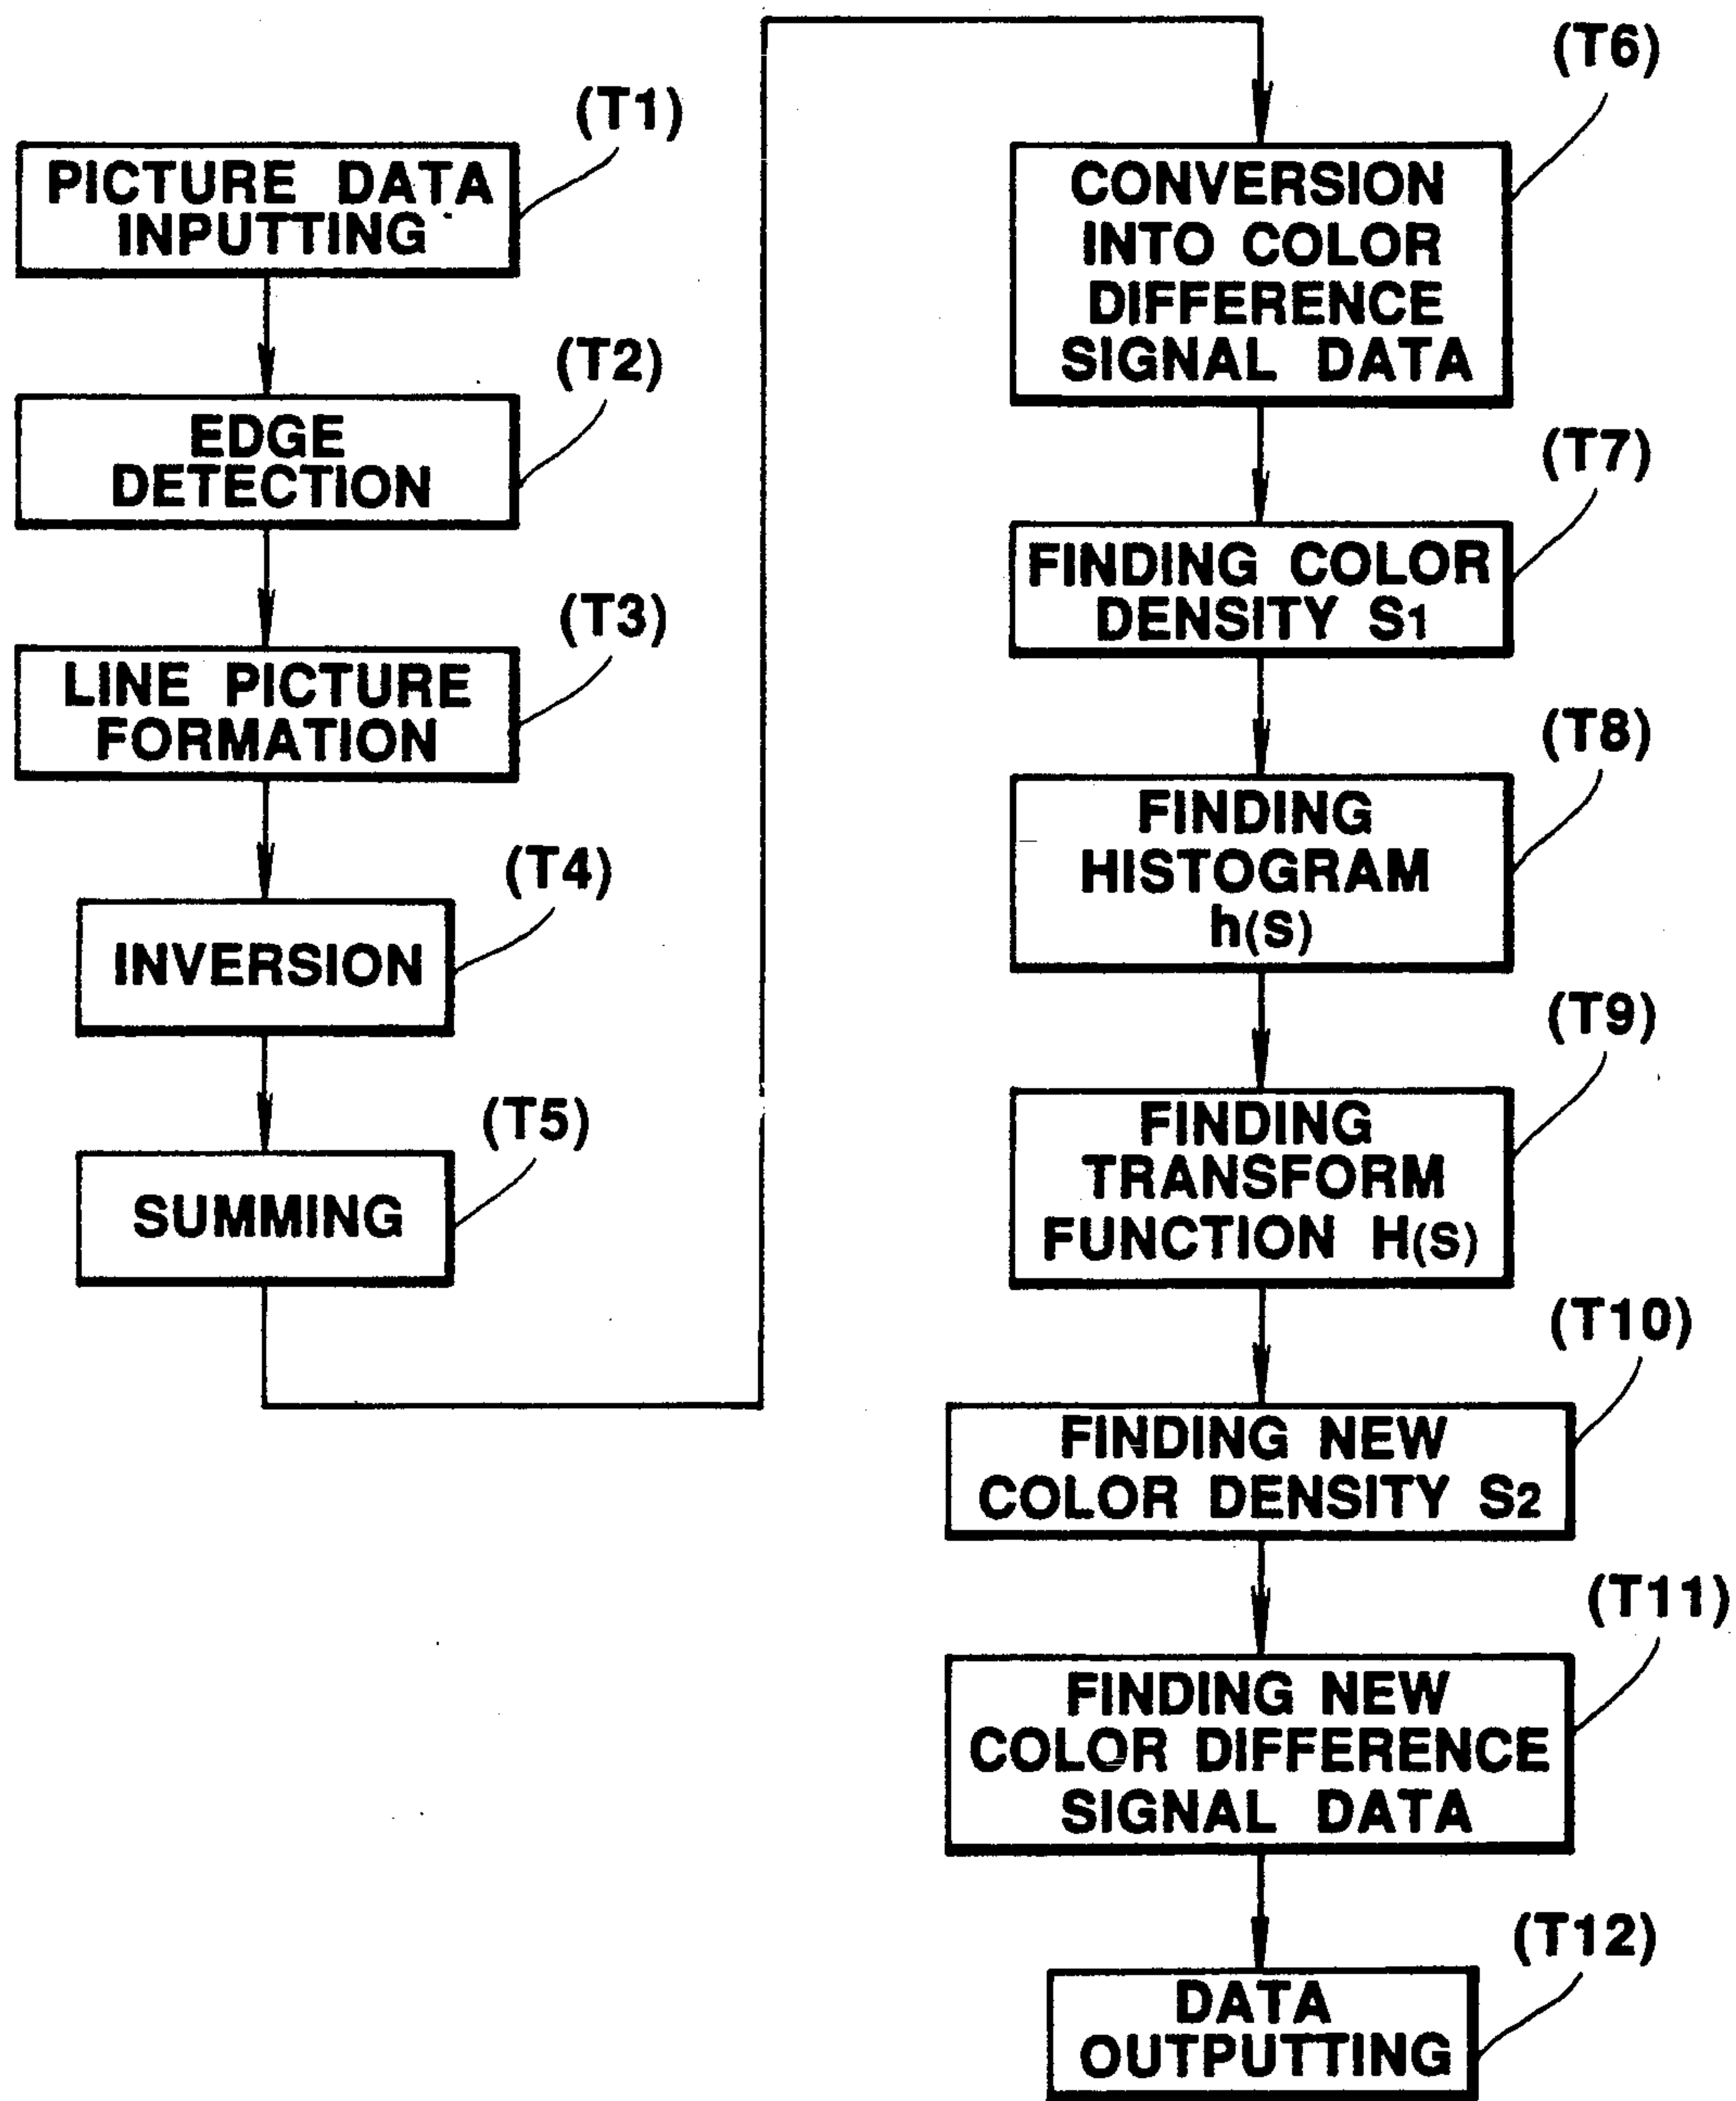 (T1)
PICTURE DATA
INPUTTING
(T2)
EDGE
DETECTION
(T3)
LINE PICTURE
FORMATION
(T4)
INVERSION
(T5)
SUMMING
(T6)
CONVERSION
INTO COLOR
DIFFERENCE
SIGNAL DATA
(T7)
FINDING COLOR
DENSITY S1
(T8)
FINDING
HISTOGRAM
h(S)
(T9)
FINDING
TRANSFORM
FUNCTION H(S)
(T10)
FINDING NEW
COLOR DENSITY S2
(T11)
FINDING NEW
COLOR DIFFERENCE
SIGNAL DATA
(T12)
DATA
OUTPUTTING